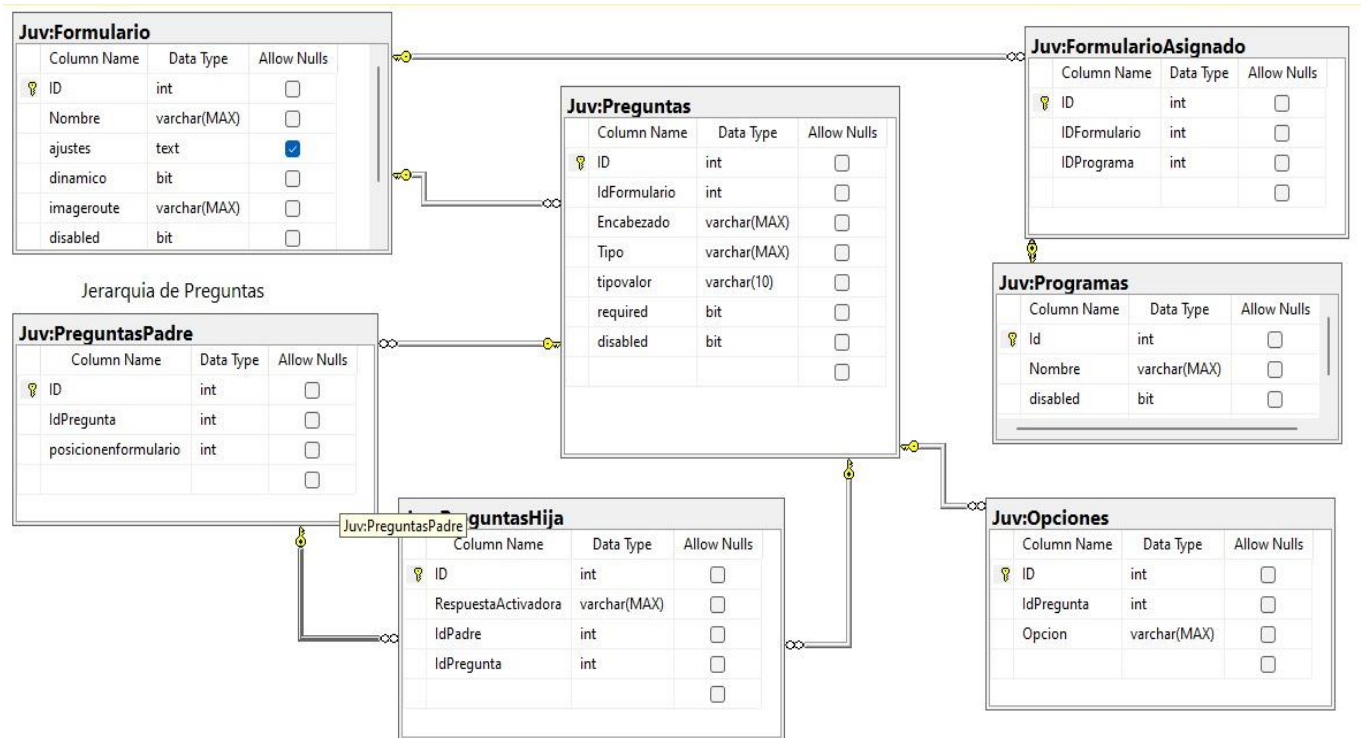 Juv:Formulario
Column Name Data Type Allow Nulls
ID int
Nombre varchar(MAX)
ajustes text
dinamico bit
imageroute varchar(MAX)
disabled bit
Juv:FormularioAsignado
Column Name Data Type Allow Nulls
ID int
IDFormulario int
IDPrograma int
Juv:Preguntas
Column Name Data Type Allow Nulls
ID int
IdFormulario int
Encabezado varchar(MAX)
Tipo varchar(MAX)
tipovalor varchar(10)
required bit
disabled bit
Juv:Programas
Column Name Data Type Allow Nulls
Id int
Nombre varchar(MAX)
disabled bit
Jerarquia de Preguntas
Juv:PreguntasPadre
Column Name Data Type Allow Nulls
ID int
IdPregunta int
posicionenformulario int
Juv:PreguntasPadre
guntasHija
Column Name Data Type Allow Nulls
ID int
RespuestaActivadora varchar(MAX)
IdPadre int
IdPregunta int
Juv:Opciones
Column Name Data Type Allow Nulls
ID int
IdPregunta int
Opcion varchar(MAX)